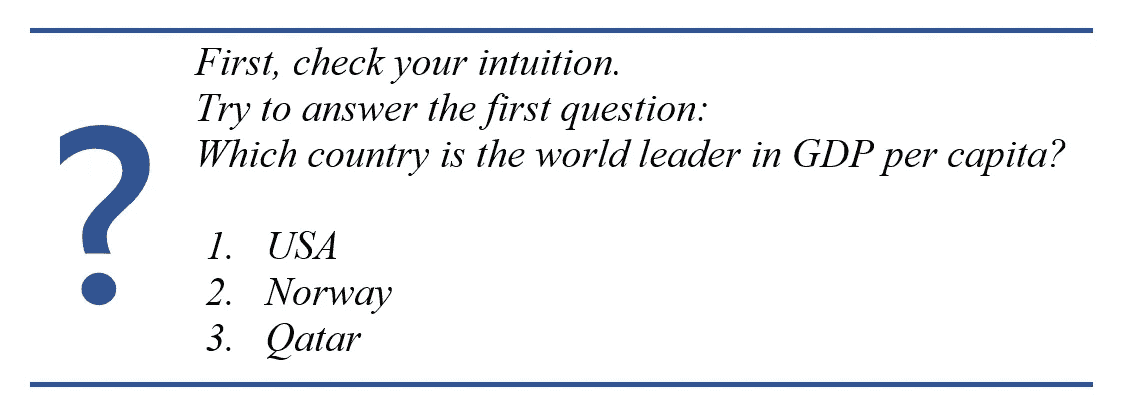 First, check your intuition.
Try to answer the first question:
Which country is the world leader in GDP per capita?
1. USA
2. Norway
3. Qatar